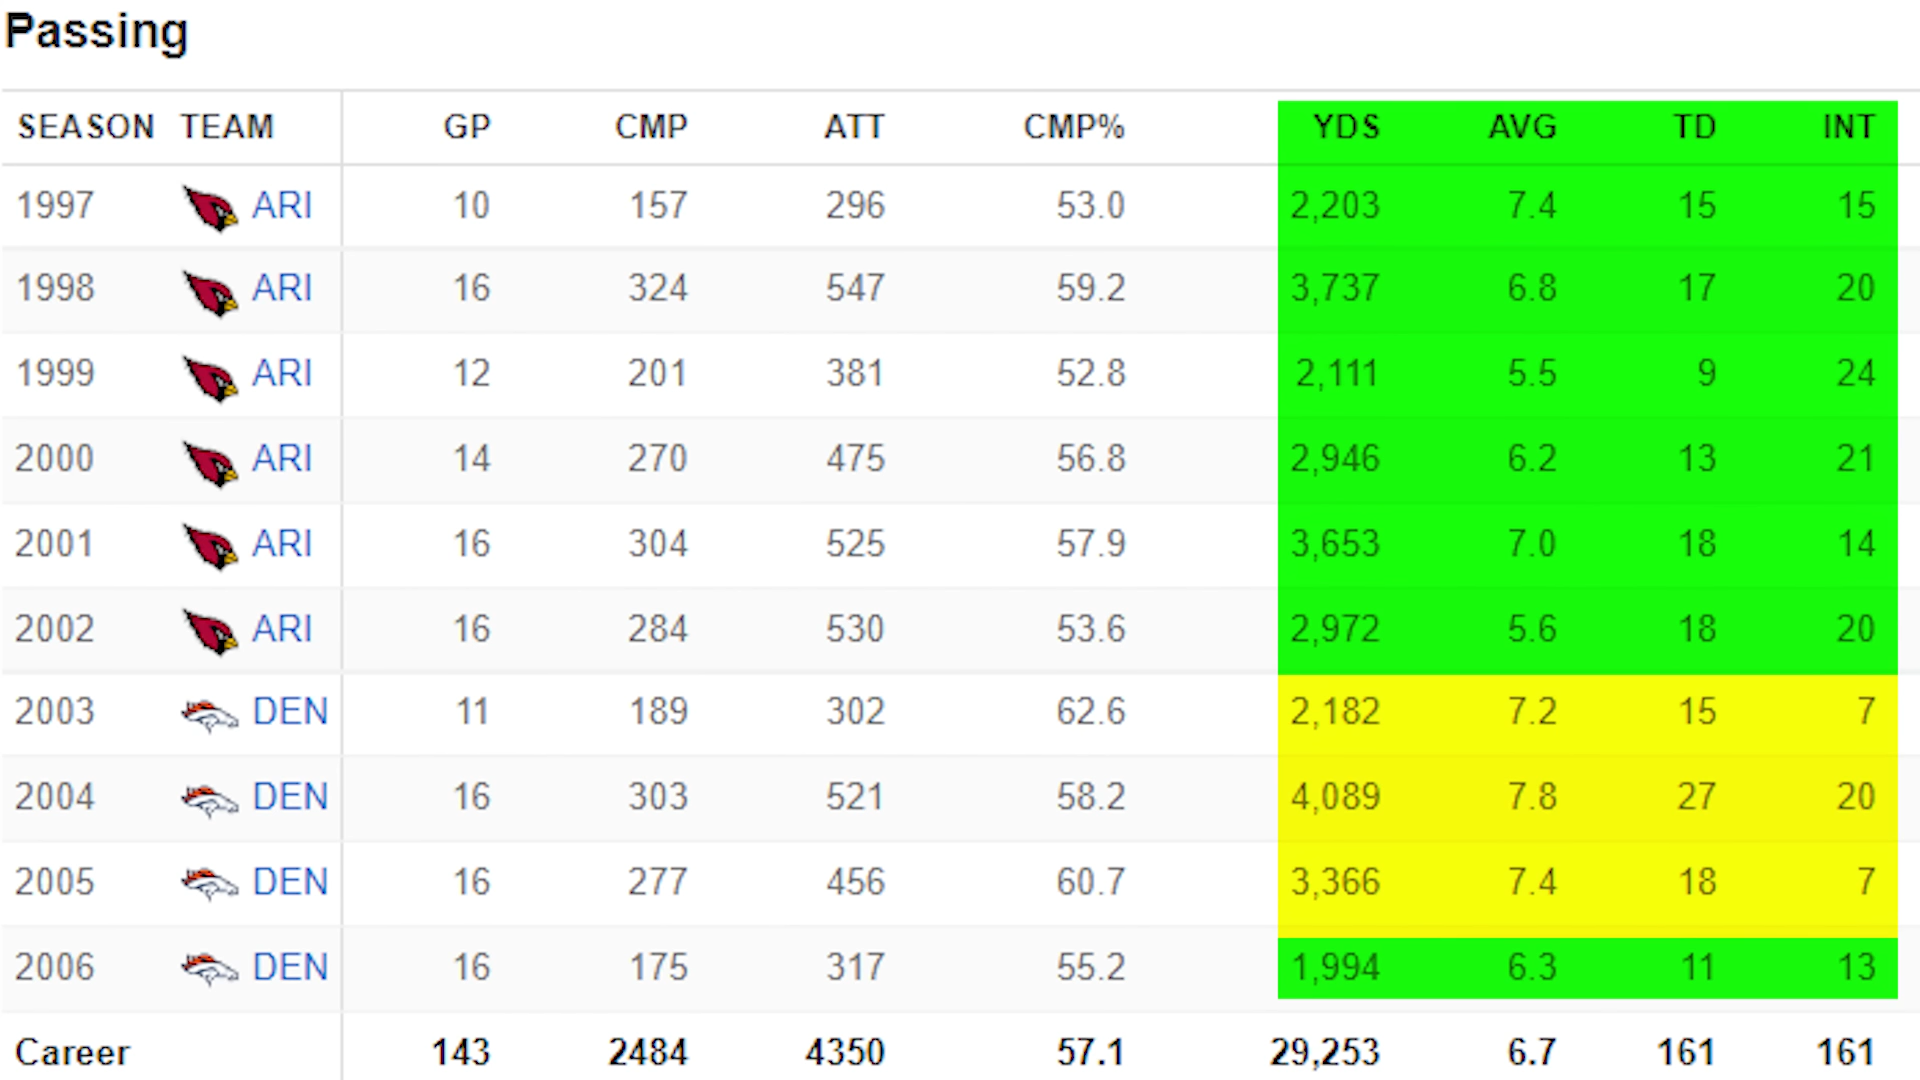 Passing
SEASON TEAM GP CMP ATT CMP% YDS AVG TD INT
1997 ARI 10 157 296 53.0 2,203 7.4 15 15
1998 ARI 16 324 547 59.2 3,737 6.8 17 20
1999 ARI 12 201 381 52.8 2,111 5.5 9 24
2000 ARI 14 270 475 56.8 2,946 6.2 13 21
2001 ARI 16 304 525 57.9 3,653 7.0 18 14
2002 ARI 16 284 530 53.6 2,972 5.6 18 20
2003 DEN 11 189 302 62.6 2,182 7.2 15 7
2004 DEN 16 303 521 58.2 4,089 7.8 27 20
2005 DEN 16 277 456 60.7 3,366 7.4 18 7
2006 DEN 16 175 317 55.2 1,994 6.3 11 13
Career 143 2484 4350 57.1 29,253 6.7 161 161